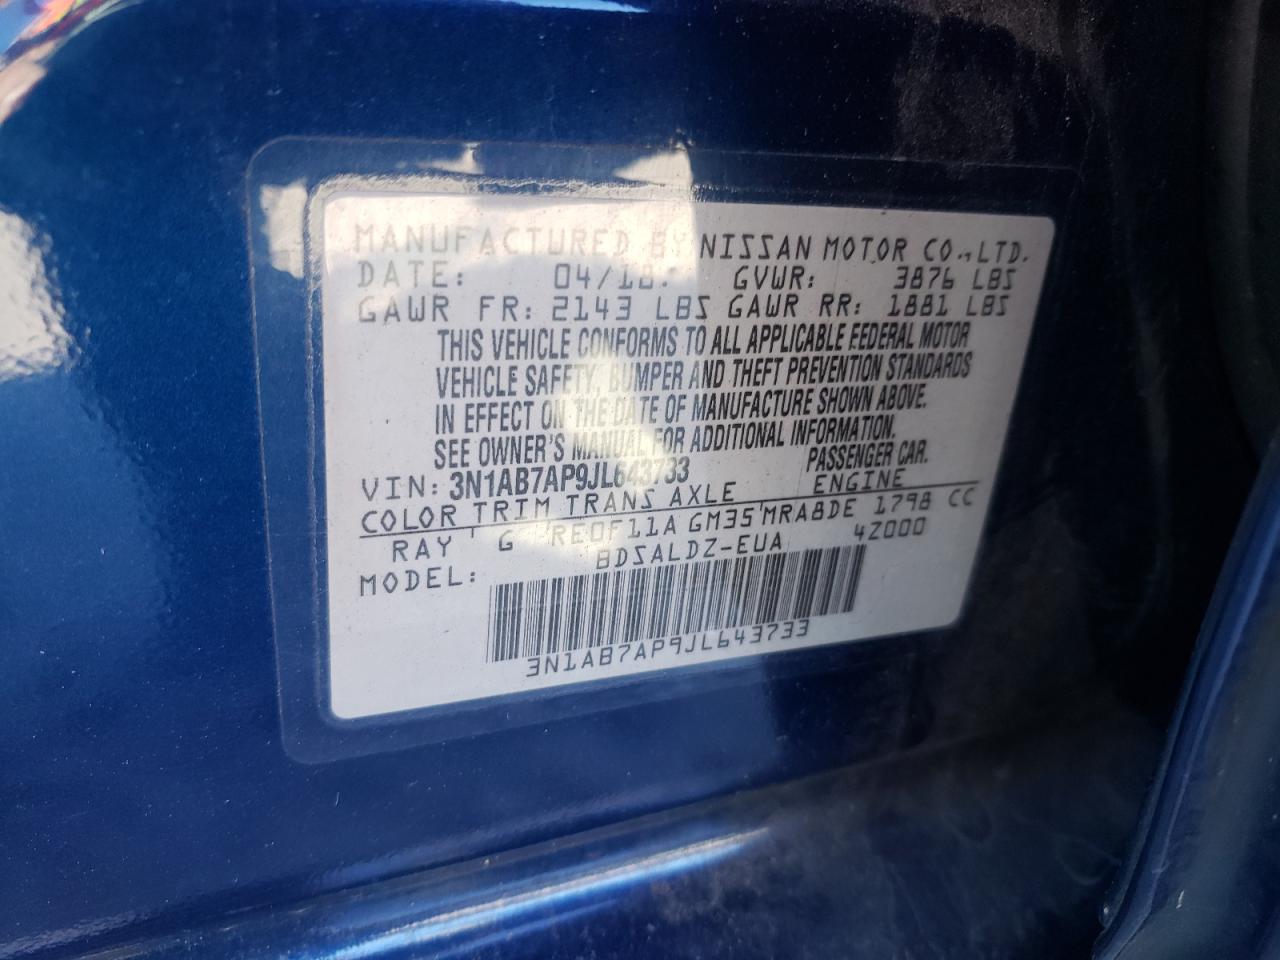 MANUFACTURED BY NISSAN MOTOR CO., LTD.
DATE: 04/18. GVWR: 3876 LBS
GAWR FR: 2143 LBS GAWR RR: 1881 LBS
THIS VEHICLE CONFORMS TO ALL APPLICABLE FEDERAL MOTOR
VEHICLE SAFETY, BUMPER AND THEFT PREVENTION STANDARDS
IN EFFECT ON THE DATE OF MANUFACTURE SHOWN ABOVE.
SEE OWNER'S MANUAL FOR ADDITIONAL INFORMATION.
VIN: 3N1AB7AP9JL643733 PASSENGER CAR.
COLOR TRIM TRANS AXLE ENGINE
RAY G RE0F11A GM35 MRA8DE 1798 CC
MODEL: BDSALDZ-EUA 4Z000
3N1AB7AP9JL643733